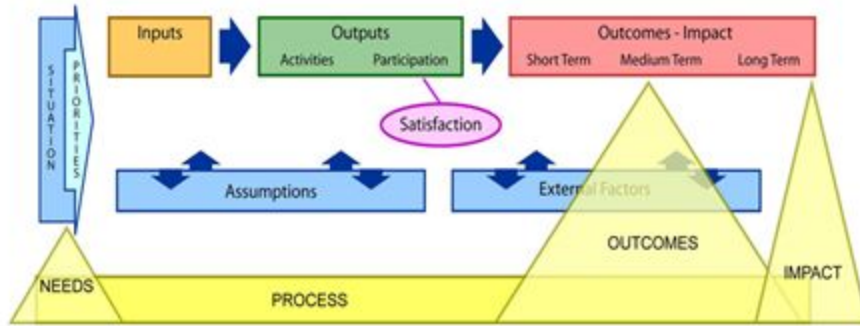 SITUATION
PRIORITIES
Inputs
Outputs
Activities Participation
Outcomes - Impact
Short Term Medium Term Long Term
Satisfaction
Assumptions
External Factors
NEEDS
PROCESS
OUTCOMES
IMPACT